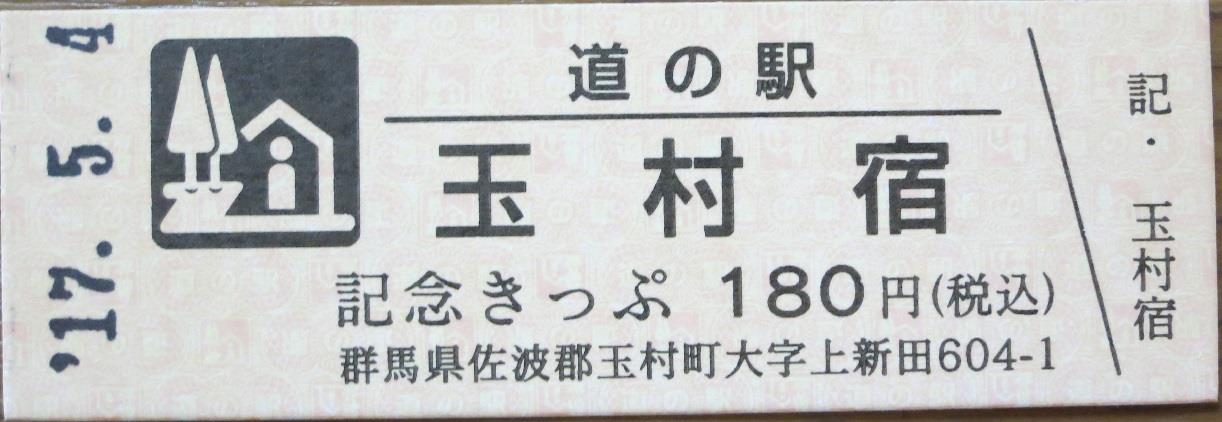 '17. 5. 4
道の駅
玉村宿
記念きっぷ 180円(税込)
群馬県佐波郡玉村町大字上新田604-1
記・玉村宿